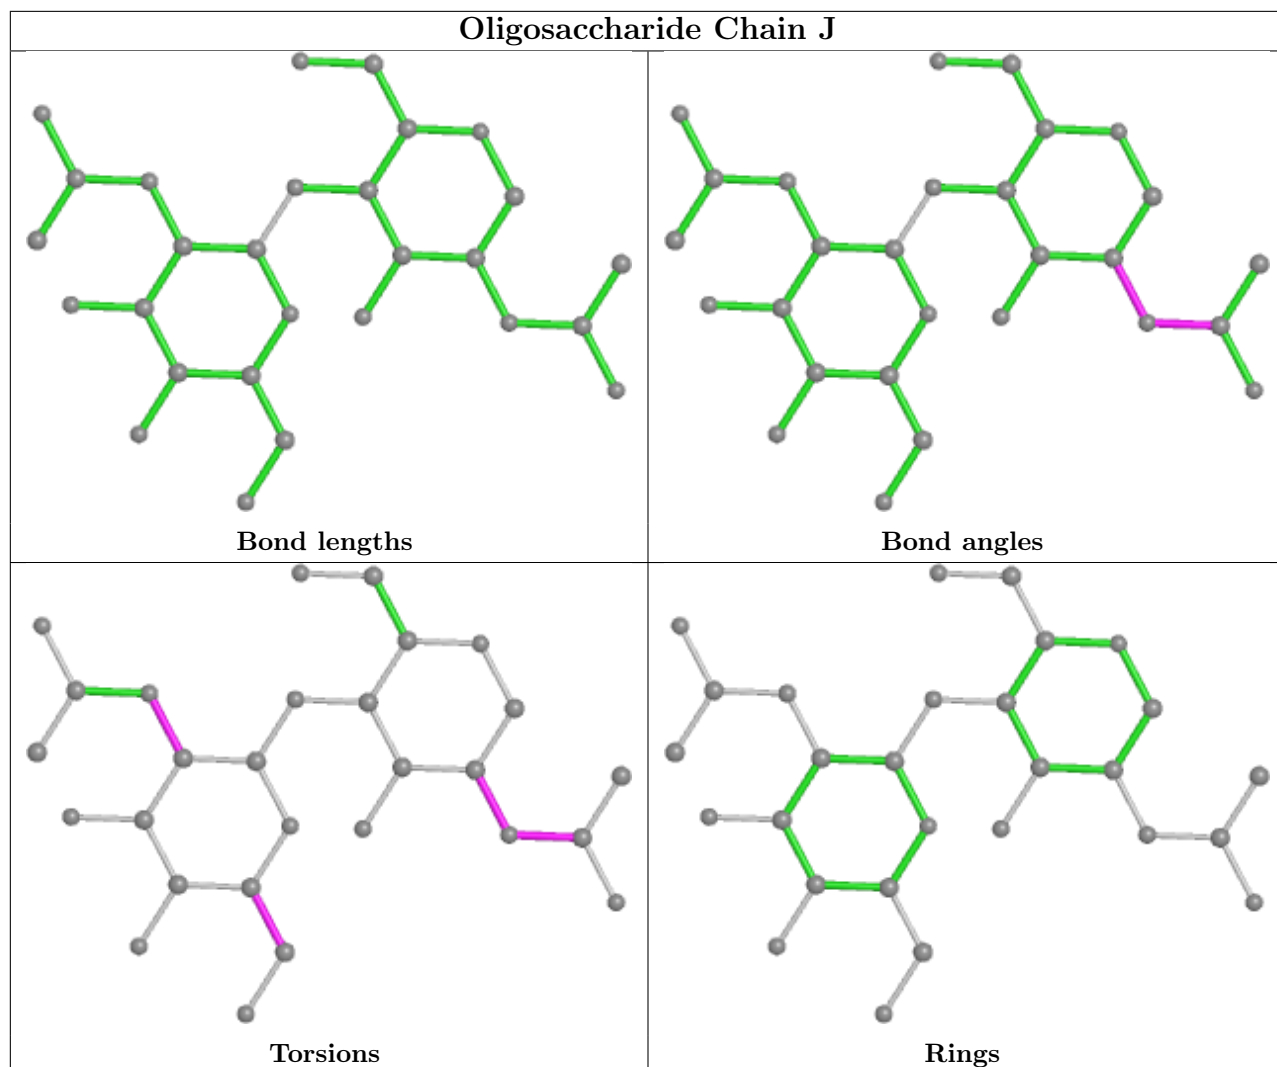 Oligosaccharide Chain J
Bond lengths
Bond angles
Torsions
Rings